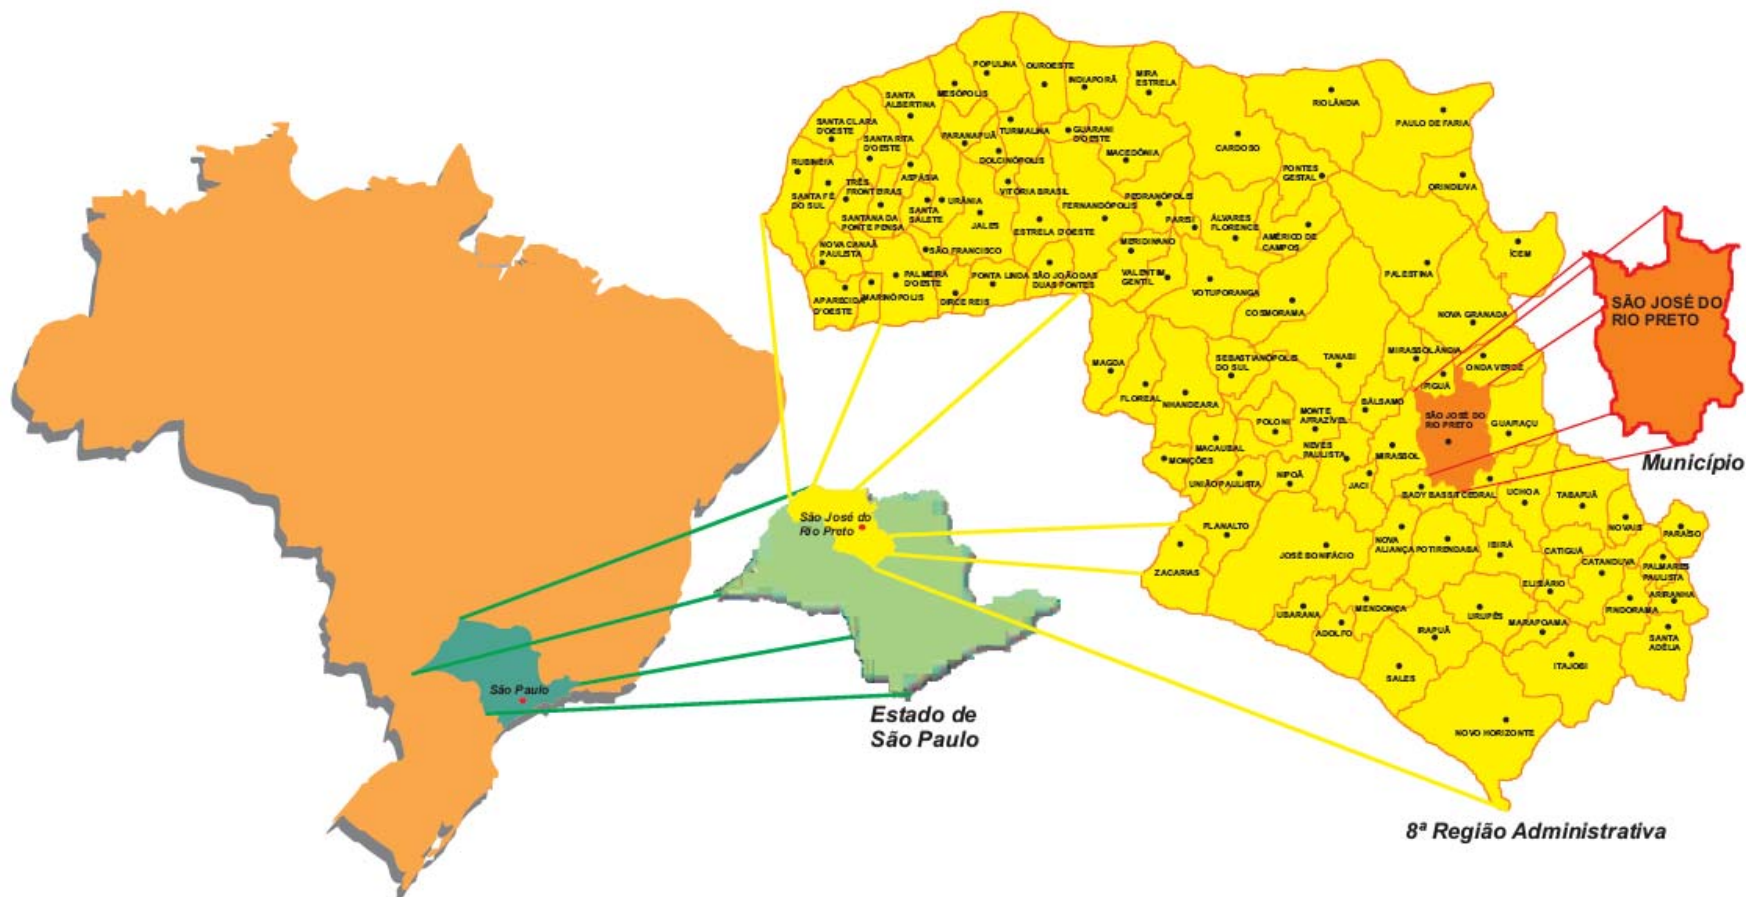 POPULINA
OUROESTE
INDIAPORÃ
MIRA
ESTRELA
MESÓPOLIS
SANTA
ALBERTINA
RIOLÂNDIA
PAULO DE FARIA
SANTA CLARA
D'OESTE
SANTA RITA
D'OESTE
PARANAPUÃ
TURMALINA
GUARANI
D'OESTE
DOLCINÓPOLIS
MACEDÔNIA
CARDOSO
RUBINÉIA
ASPÁSIA
PONTES
GESTAL
ORINDIUVA
TRÊS
FRONTEIRAS
SANTA FÉ
DO SUL
VITÓRIA BRASIL
URÂNIA
SANTA
SALETE
FERNANDÓPOLIS
PEDRANÓPOLIS
PARISI
ÁLVARES
FLORENCE
SANTANA DA
PONTE PENSA
JALES
ESTRELA D'OESTE
AMÉRICO DE
CAMPOS
NOVA CANAÃ
PAULISTA
SÃO FRANCISCO
MERIDIANO
ÍCEM
PALMEIRA
D'OESTE
PONTA LINDA
SÃO JOÃO DAS
DUAS PONTES
VALENTIM
GENTIL
PALESTINA
APARECIDA
D'OESTE
MARINÓPOLIS
DIRCE REIS
VOTUPORANGA
COSMORAMA
NOVA GRANADA
SÃO JOSÉ DO
RIO PRETO
MAGDA
SEBASTIANÓPOLIS
DO SUL
TANABI
MIRASSOLÂNDIA
ONDA VERDE
IPIGUÁ
FLOREAL
NHANDEARA
BÁLSAMO
POLONI
MONTE
APRAZÍVEL
SÃO JOSÉ DO
RIO PRETO
GUAPIAÇU
MACAUBAL
NEVES
PAULISTA
MIRASSOL
MONÇÕES
UNIÃO PAULISTA
NIPOÃ
JACI
BADY BASSIT
CEDRAL
UCHOA
TABAPUÃ
Município
São José do
Rio Preto
PLANALTO
NOVAIS
PARAÍSO
ZACARIAS
JOSÉ BONIFÁCIO
NOVA
ALIANÇA
POTIRENDABA
IBIRÁ
CATIGUÁ
CATANDUVA
PALMARES
PAULISTA
ELISIÁRIO
ARIRANHA
PINDORAMA
UBARANA
MENDONÇA
ADOLFO
IRAPUÃ
URUPÊS
MARAPOAMA
SANTA
ADÉLIA
ITAJOBI
SALES
NOVO HORIZONTE
São Paulo
Estado de
São Paulo
8ª Região Administrativa